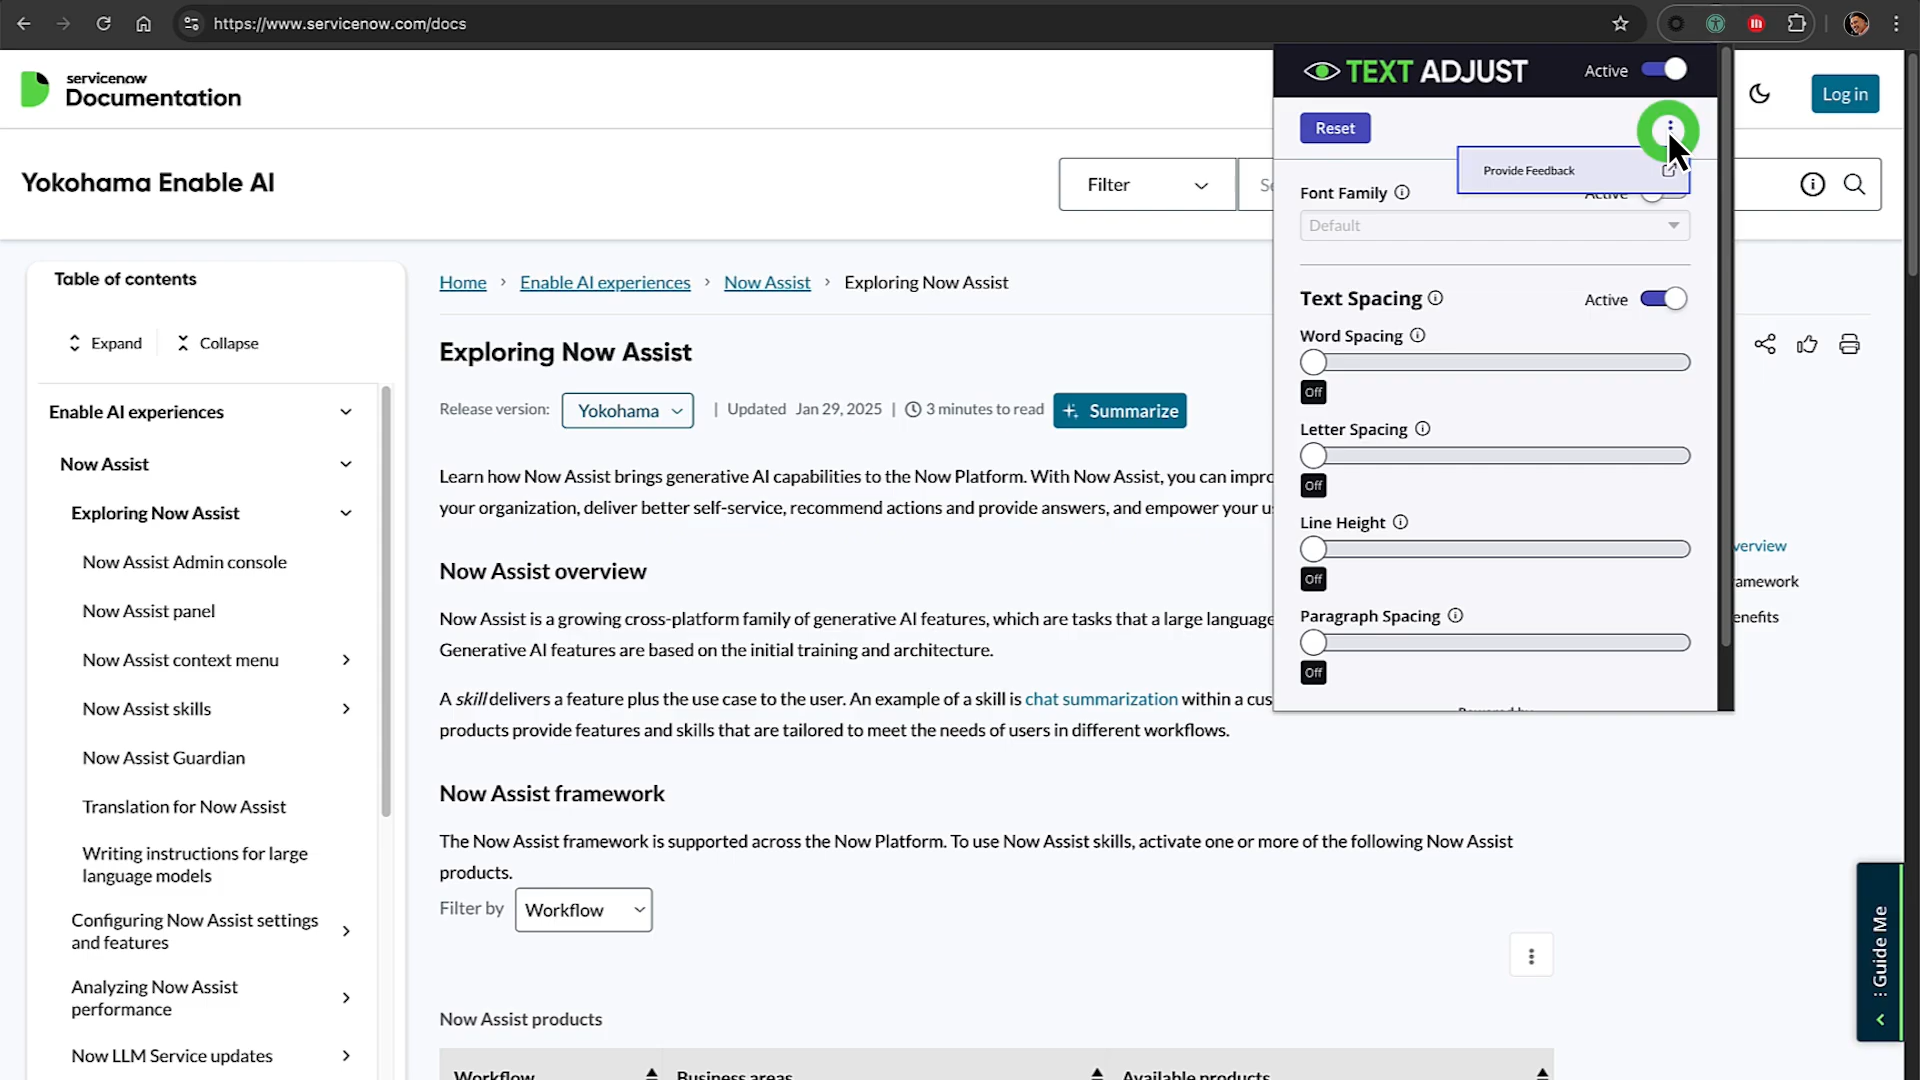 https://www.servicenow.com/docs
servicenow
Documentation
TEXT ADJUST
Active
Log in
Reset
Provide Feedback
Yokohama Enable AI
Filter
Font Family
Active
Default
Table of contents
Expand
Collapse
Enable AI experiences
Now Assist
Exploring Now Assist
Now Assist Admin console
Now Assist panel
Now Assist context menu
Now Assist skills
Now Assist Guardian
Translation for Now Assist
Writing instructions for large
language models
Configuring Now Assist settings
and features
Analyzing Now Assist
performance
Now LLM Service updates
Home > Enable AI experiences > Now Assist > Exploring Now Assist
Exploring Now Assist
Release version: Yokohama | Updated Jan 29, 2025 | 3 minutes to read Summarize
Learn how Now Assist brings generative AI capabilities to the Now Platform. With Now Assist, you can impro
your organization, deliver better self-service, recommend actions and provide answers, and empower your u
Now Assist overview
Now Assist is a growing cross-platform family of generative AI features, which are tasks that a large language
Generative AI features are based on the initial training and architecture.
A skill delivers a feature plus the use case to the user. An example of a skill is chat summarization within a cus
products provide features and skills that are tailored to meet the needs of users in different workflows.
Now Assist framework
The Now Assist framework is supported across the Now Platform. To use Now Assist skills, activate one or more of the following Now Assist
products.
Filter by Workflow
Now Assist products
Workflow Business areas Available products
Text Spacing
Active
Word Spacing
Off
Letter Spacing
Off
Line Height
Off
Paragraph Spacing
Off
verview
amework
enefits
Guide Me